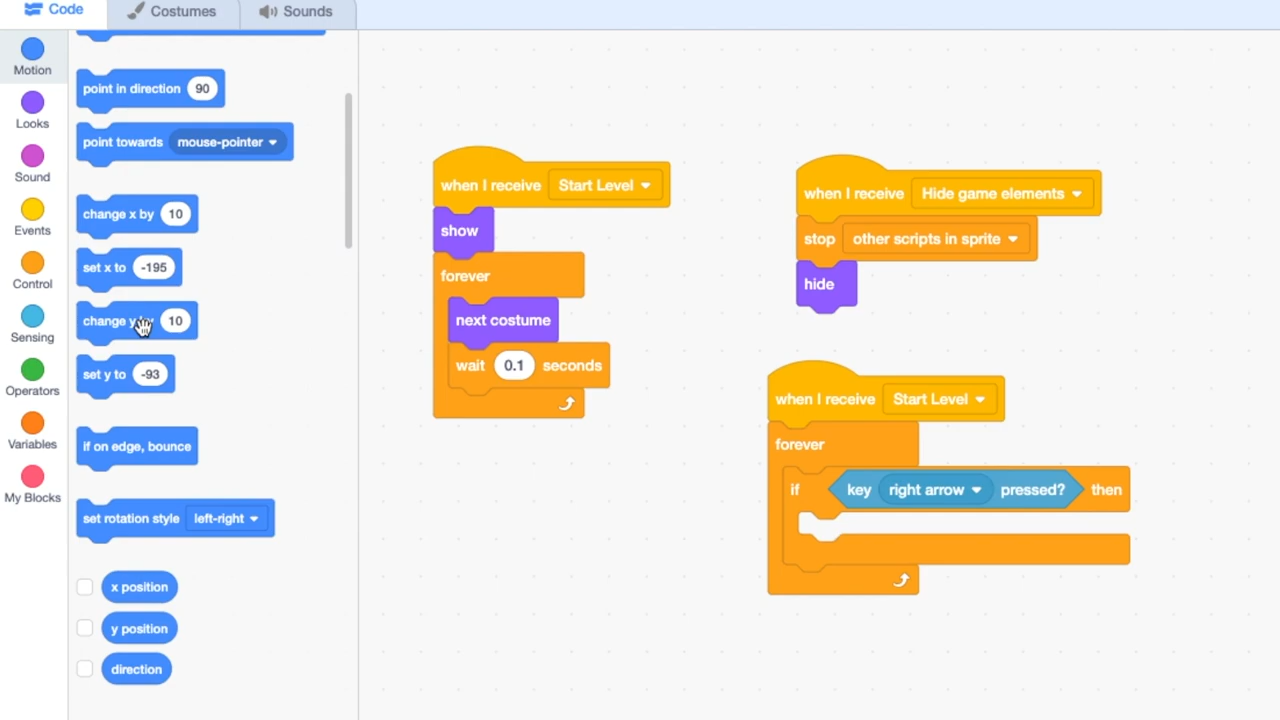 Code
Costumes
Sounds
Motion
Looks
Sound
Events
Control
Sensing
Operators
Variables
My Blocks
point in direction 90
point towards mouse-pointer
change x by 10
set x to -195
change y by 10
set y to -93
if on edge, bounce
set rotation style left-right
x position
y position
direction
when I receive Start Level
show
forever
next costume
wait 0.1 seconds
when I receive Hide game elements
stop other scripts in sprite
hide
when I receive Start Level
forever
if key right arrow pressed? then